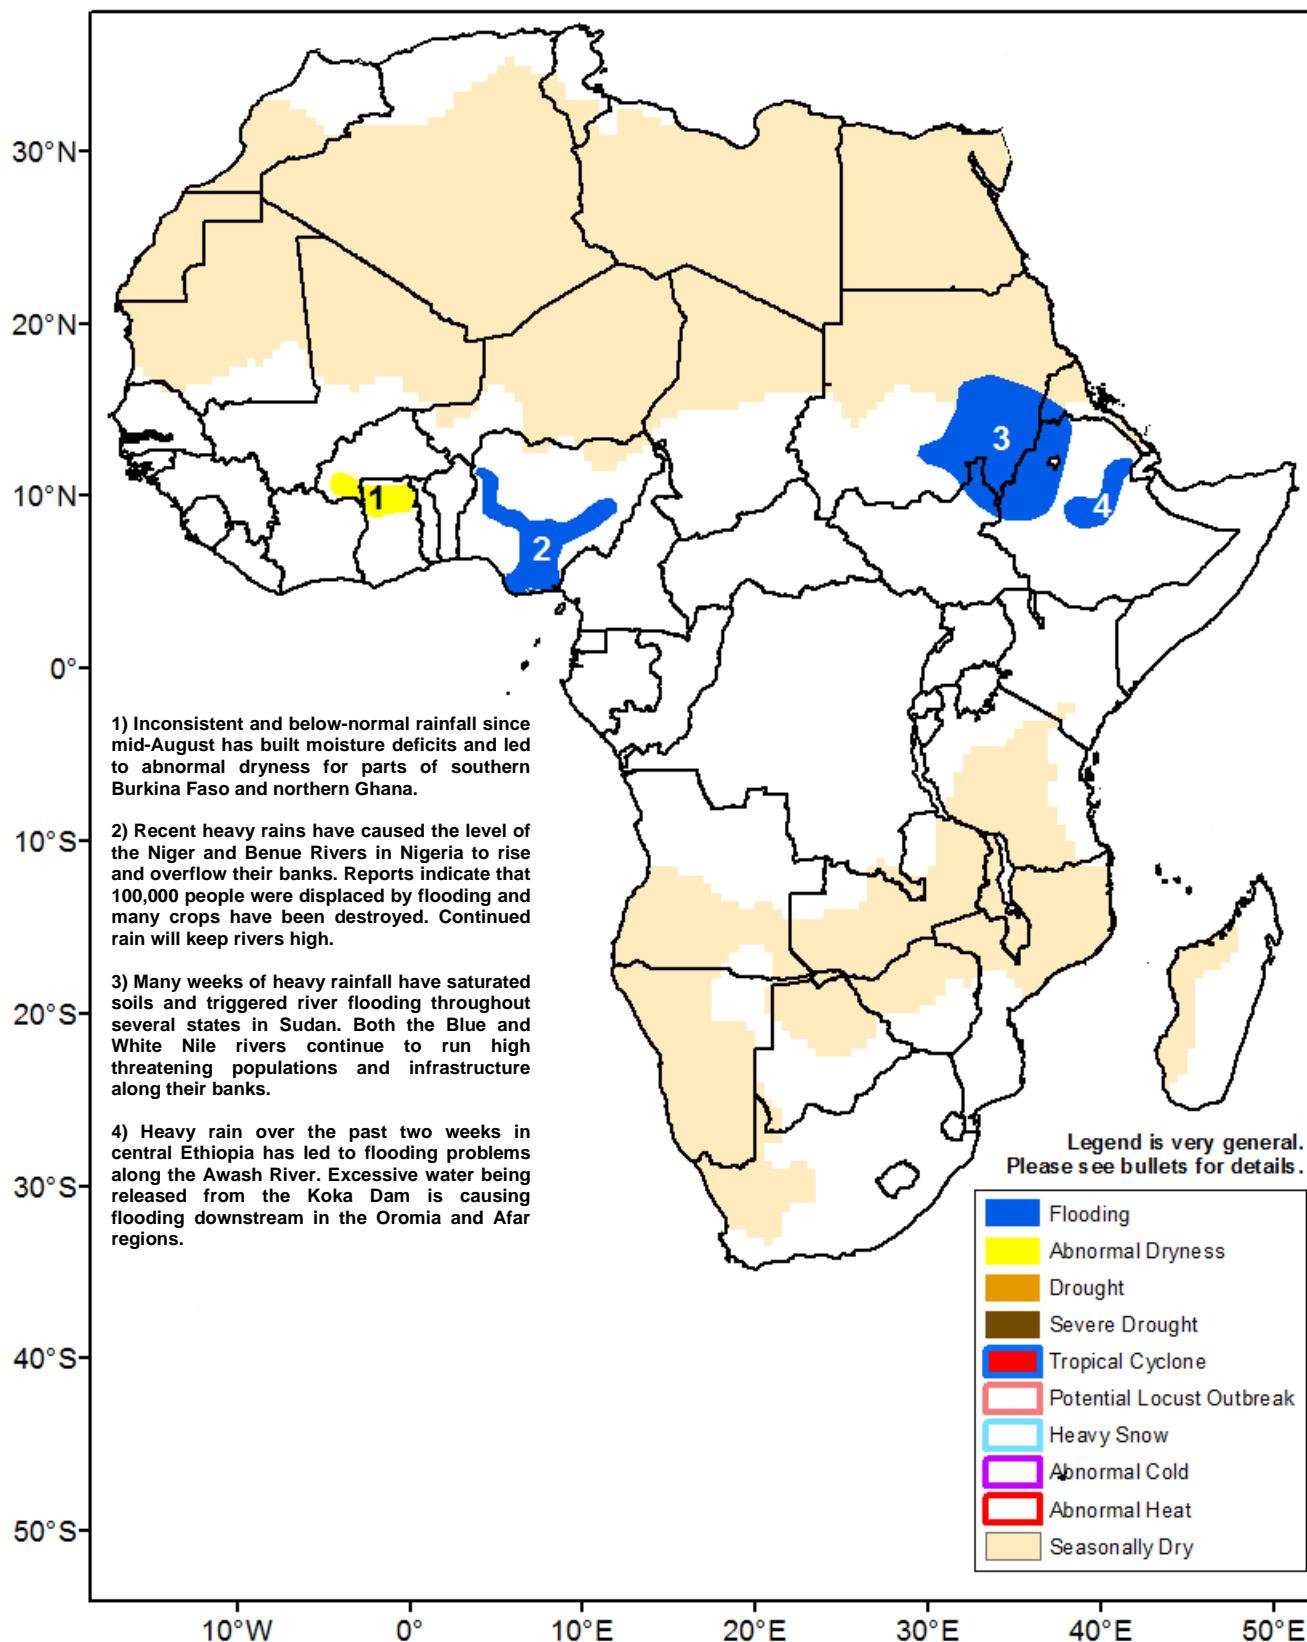 30°N
20°N
10°N
0°
10°S
20°S
30°S
40°S
50°S
1
2
3
4
1) Inconsistent and below-normal rainfall since
mid-August has built moisture deficits and led
to abnormal dryness for parts of southern
Burkina Faso and northern Ghana.
2) Recent heavy rains have caused the level of
the Niger and Benue Rivers in Nigeria to rise
and overflow their banks. Reports indicate that
100,000 people were displaced by flooding and
many crops have been destroyed. Continued
rain will keep rivers high.
3) Many weeks of heavy rainfall have saturated
soils and triggered river flooding throughout
several states in Sudan. Both the Blue and
White Nile rivers continue to run high
threatening populations and infrastructure
along their banks.
4) Heavy rain over the past two weeks in
central Ethiopia has led to flooding problems
along the Awash River. Excessive water being
released from the Koka Dam is causing
flooding downstream in the Oromia and Afar
regions.
Legend is very general.
Please see bullets for details.
Flooding
Abnormal Dryness
Drought
Severe Drought
Tropical Cyclone
Potential Locust Outbreak
Heavy Snow
Abnormal Cold
Abnormal Heat
Seasonally Dry
10°W 0° 10°E 20°E 30°E 40°E 50°E